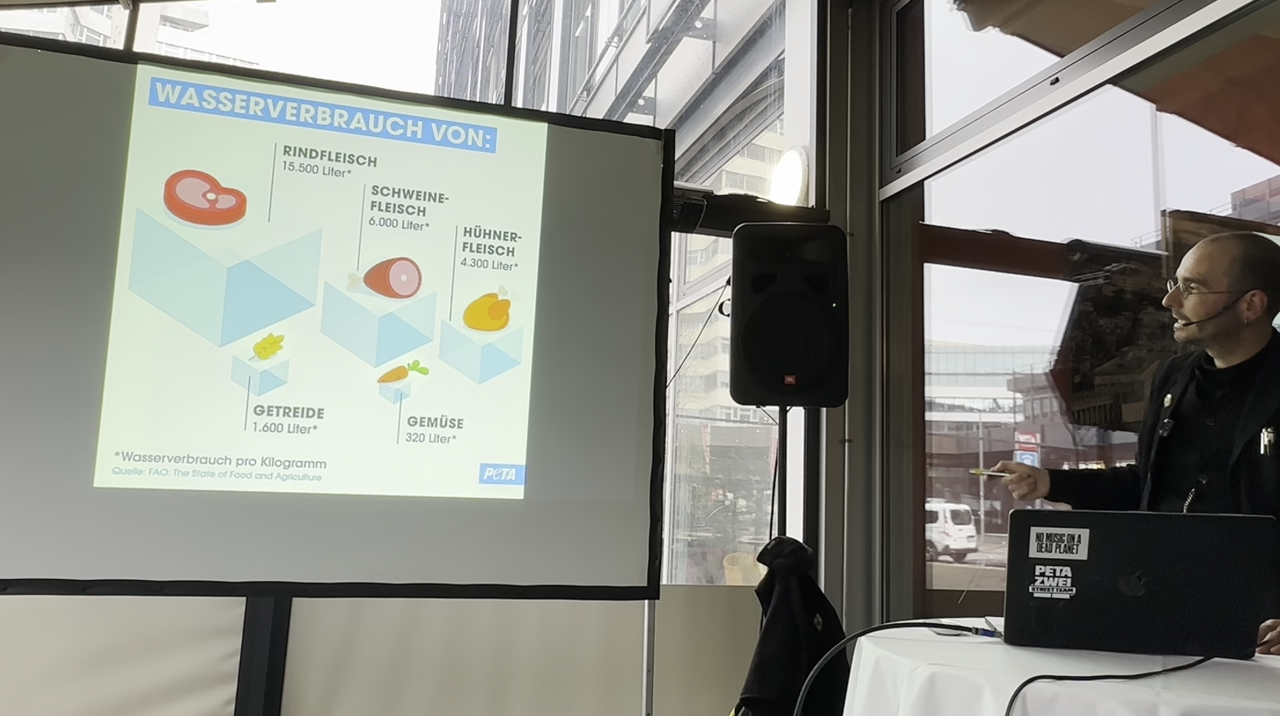 WASSERVERBRAUCH VON:
RINDFLEISCH
15.500 Liter*
SCHWEINE-
FLEISCH
6.000 Liter*
HÜHNER-
FLEISCH
4.300 Liter*
GETREIDE
1.600 Liter*
GEMÜSE
320 Liter*
*Wasserverbrauch pro Kilogramm
Quelle: FAO: The State of Food and Agriculture
PETA
JBL
NO MUSIC ON A
DEAD PLANET
PETA
ZWEI
STREETTEAM